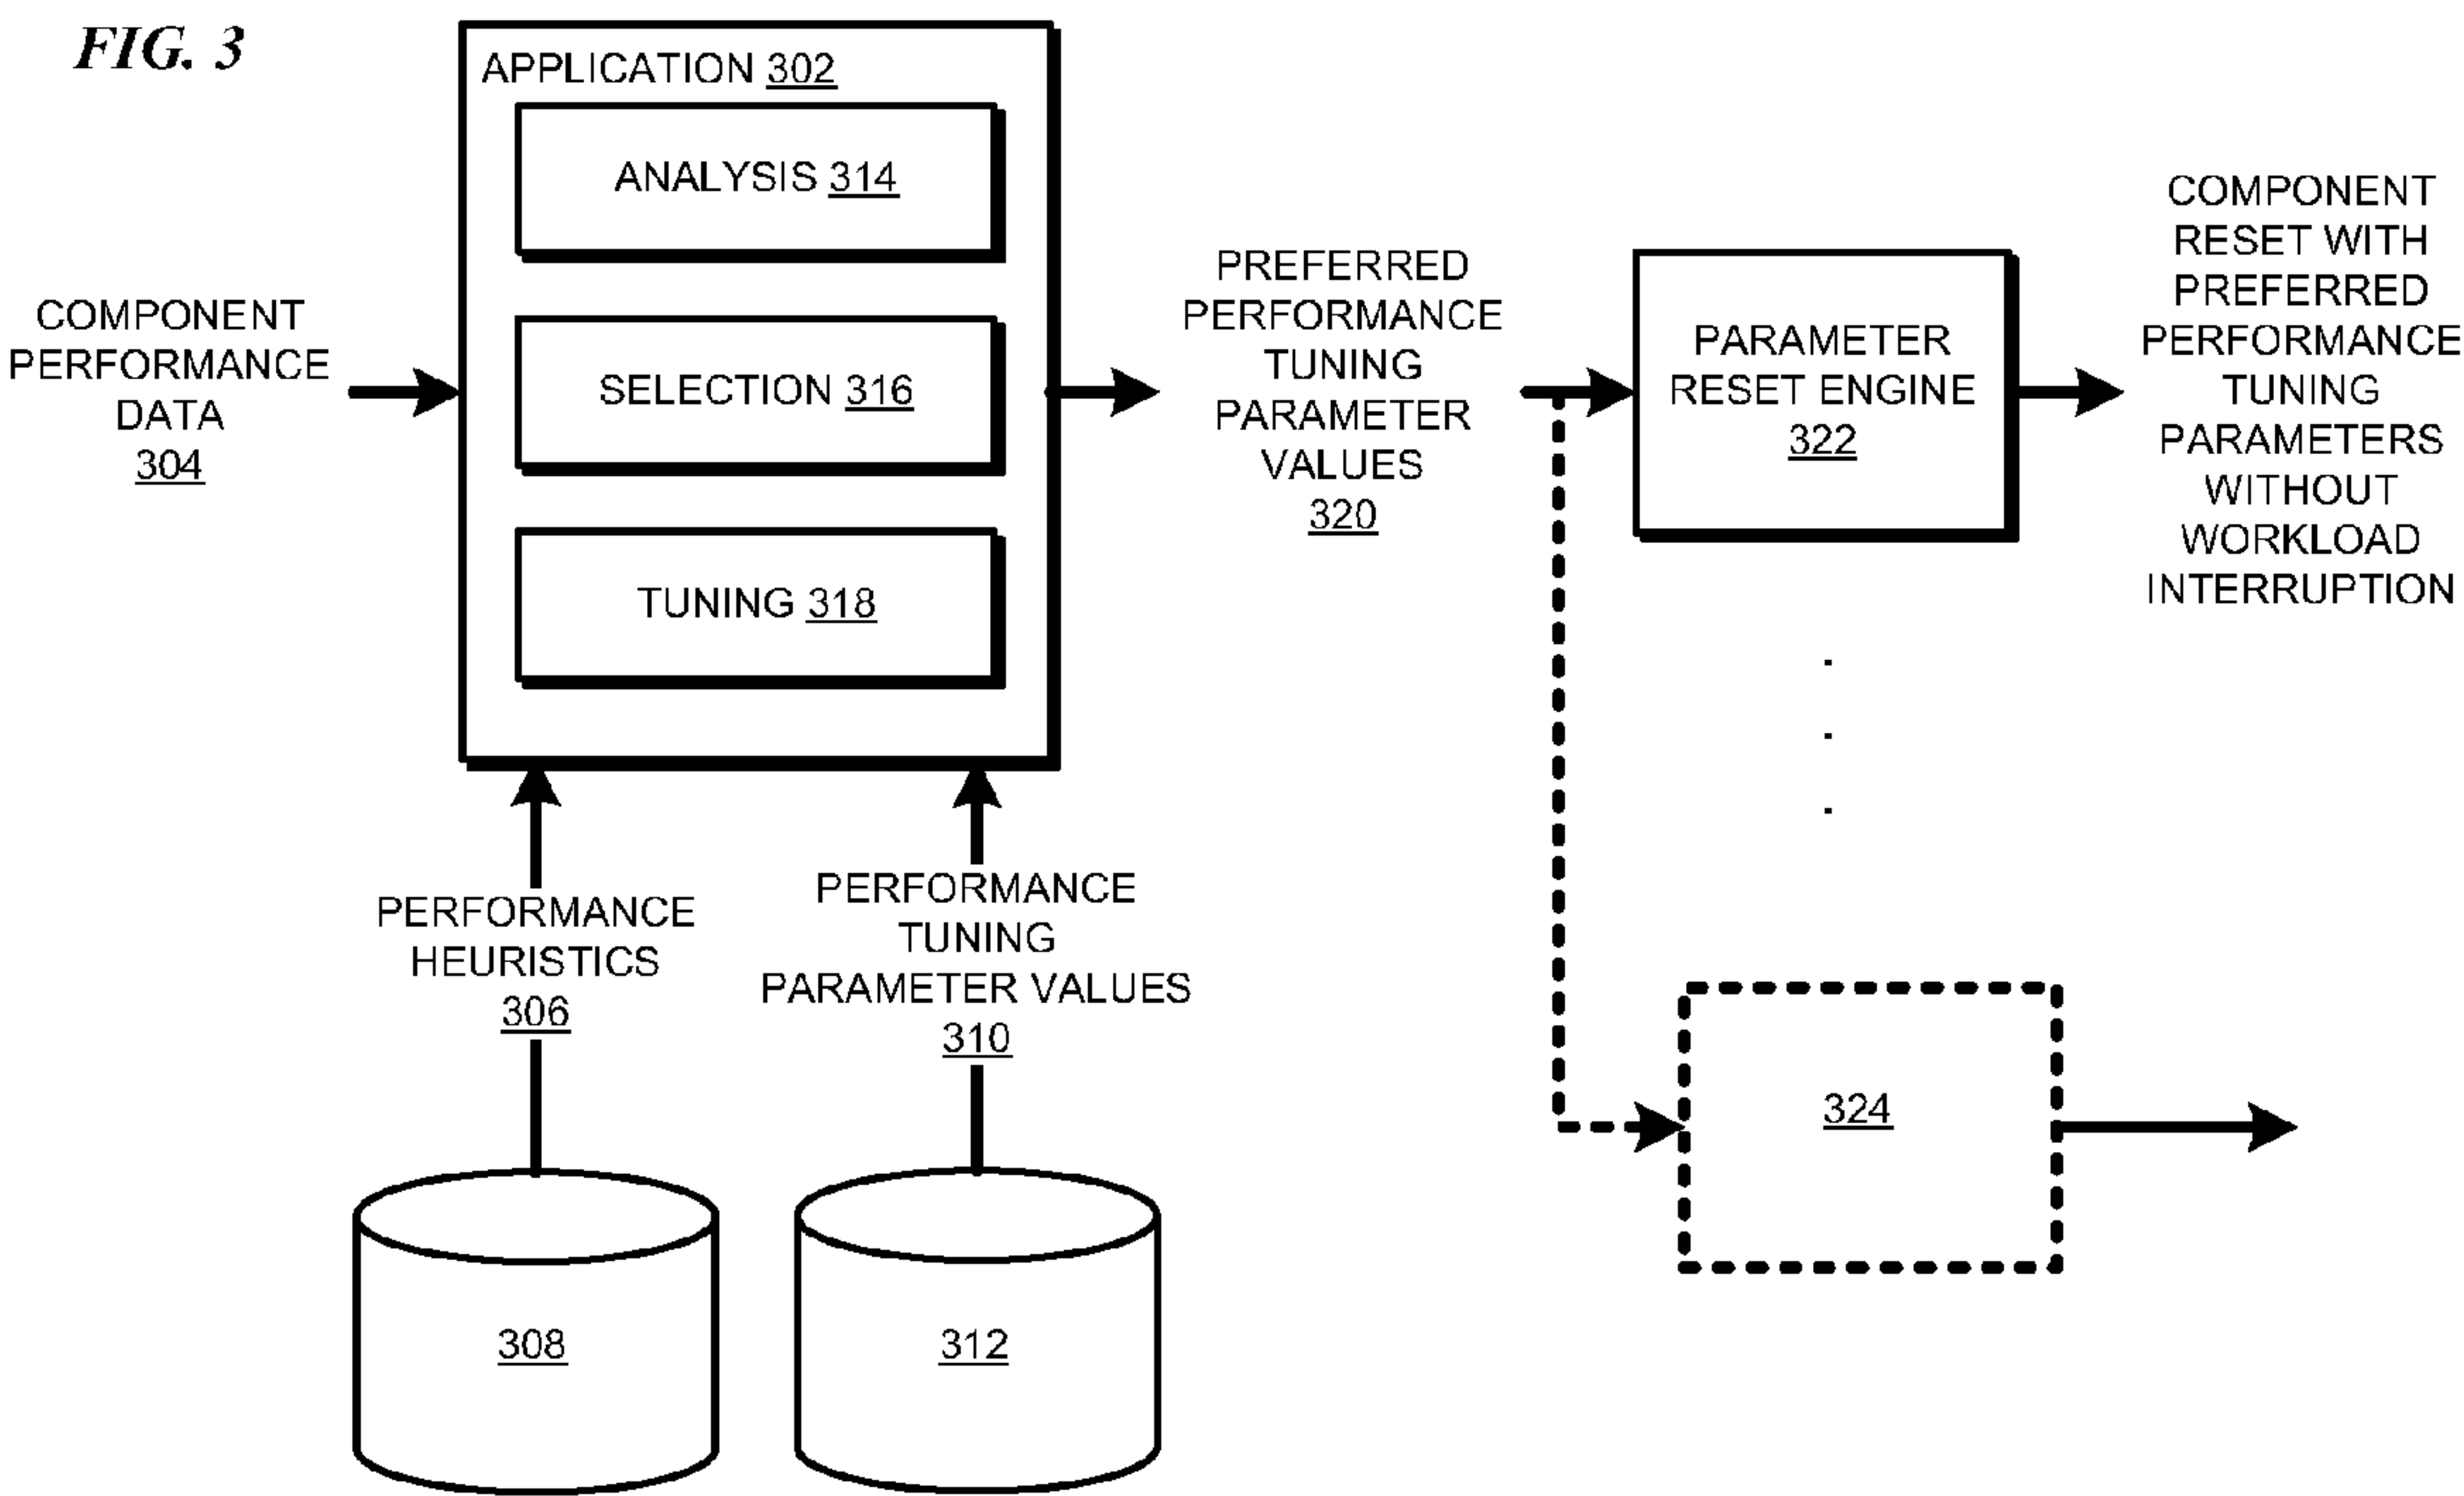 FIG. 3
APPLICATION 302
ANALYSIS 314
SELECTION 316
TUNING 318
COMPONENT
PERFORMANCE
DATA
304
PREFERRED
PERFORMANCE
TUNING
PARAMETER
VALUES
320
PARAMETER
RESET ENGINE
322
COMPONENT
RESET WITH
PREFERRED
PERFORMANCE
TUNING
PARAMETERS
WITHOUT
WORKLOAD
INTERRUPTION
PERFORMANCE
HEURISTICS
306
PERFORMANCE
TUNING
PARAMETER VALUES
310
324
308
312